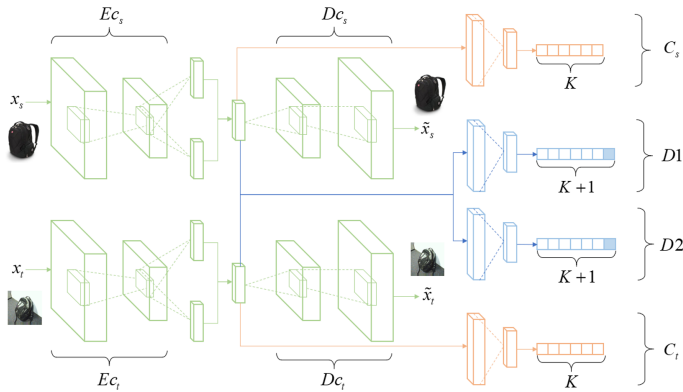 Ec_s
Dc_s
C_s
K
x_s
x̃_s
D1
K+1
D2
K+1
x_t
x̃_t
C_t
K
Ec_t
Dc_t